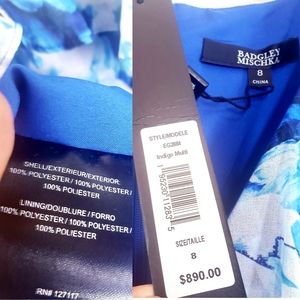 SHELL/EXTERIEUR/EXTERIOR:
100% POLYESTER / 100% POLYESTER /
100% POLIESTER
LINING/DOUBLURE / FORRO
100% POLYESTER / 100% POLYESTER /
100% POLIESTER
RN# 127117
BADGLEY
MISCHKA
8
CHINA
STYLE/MODELE
Indigo Multi
SIZE/TAILLE
8
$890.00